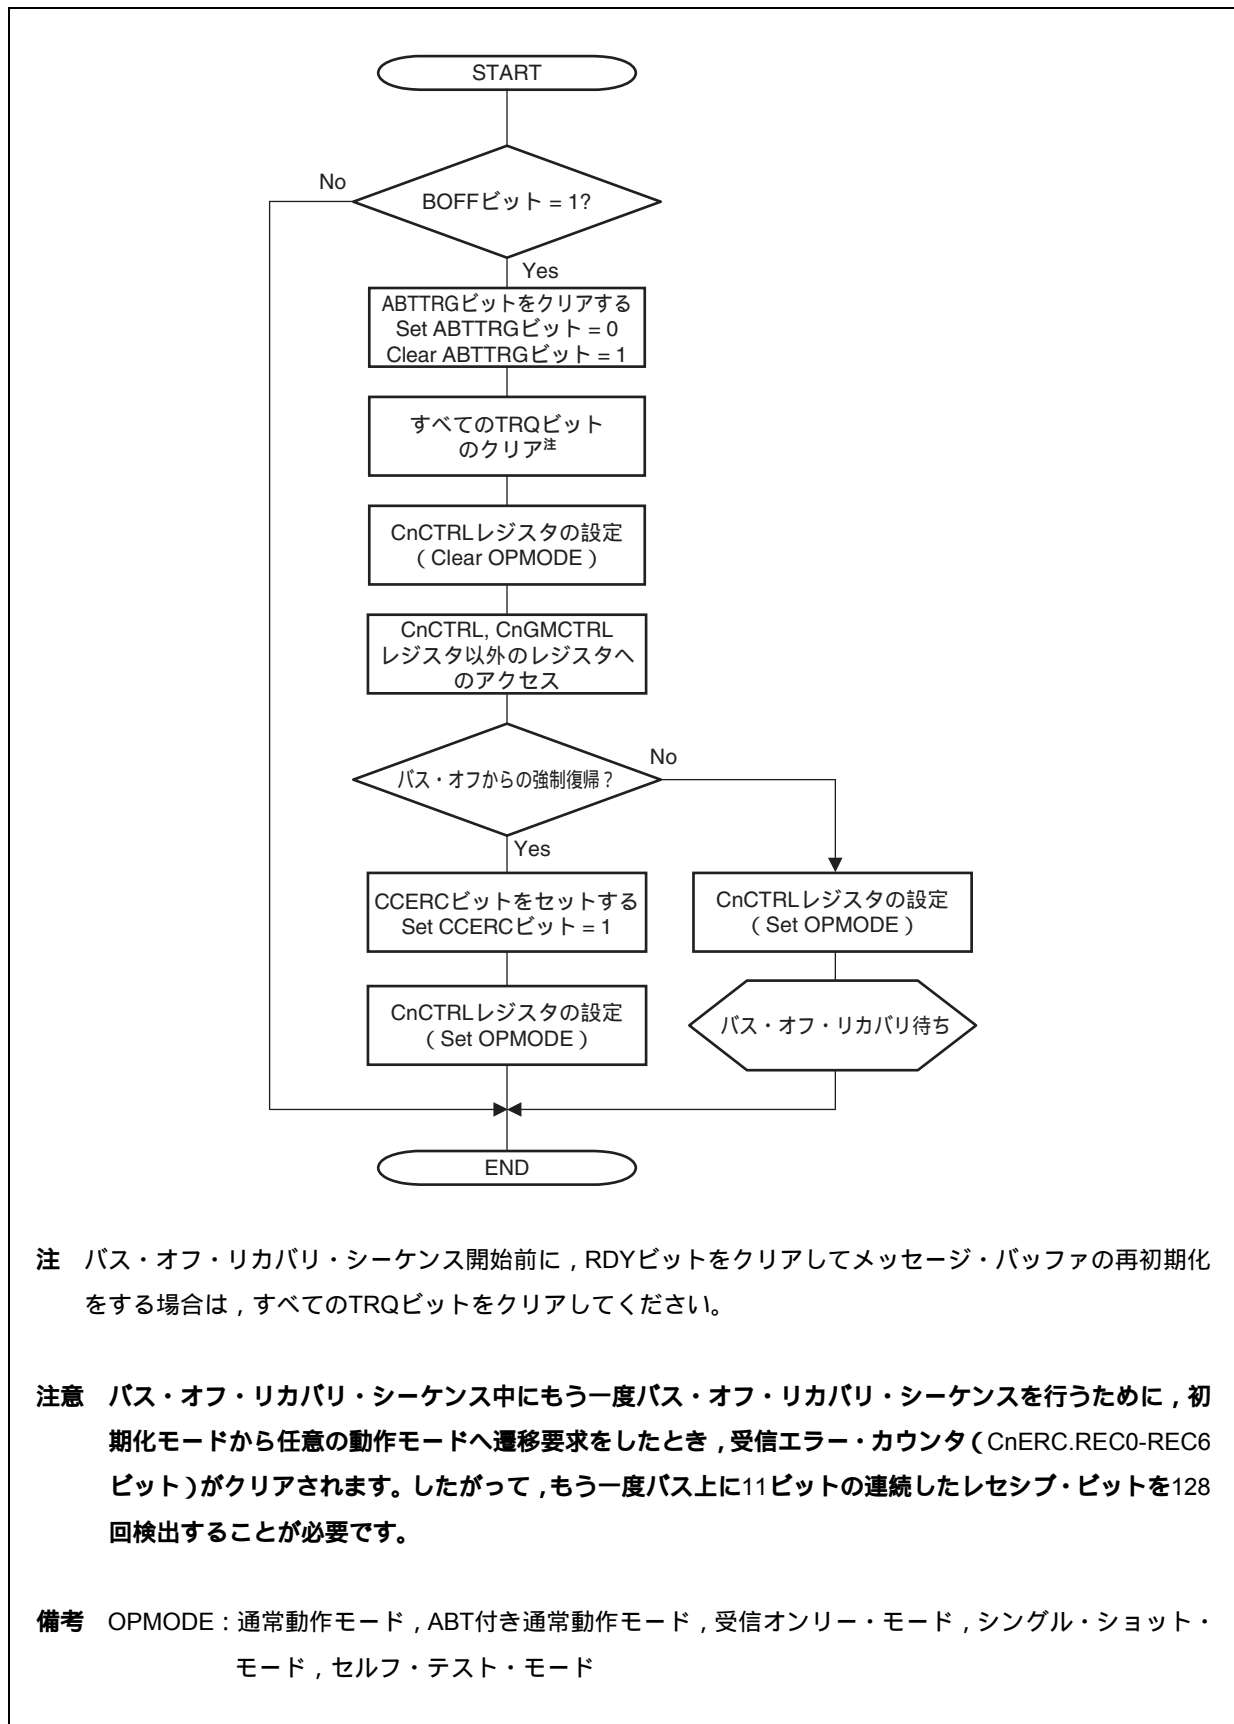 START
BOFFビット = 1?
No
Yes
ABTTRGビットをクリアする
Set ABTTRGビット = 0
Clear ABTTRGビット = 1
すべてのTRQビット
のクリア注
CnCTRLレジスタの設定
（Clear OPMODE）
CnCTRL, CnGMCTRL
レジスタ以外のレジスタへ
のアクセス
バス・オフからの強制復帰？
No
Yes
CCERCビットをセットする
Set CCERCビット = 1
CnCTRLレジスタの設定
（Set OPMODE）
CnCTRLレジスタの設定
（Set OPMODE）
バス・オフ・リカバリ待ち
END
注　バス・オフ・リカバリ・シーケンス開始前に，RDYビットをクリアしてメッセージ・バッファの再初期化
をする場合は，すべてのTRQビットをクリアしてください。
注意　バス・オフ・リカバリ・シーケンス中にもう一度バス・オフ・リカバリ・シーケンスを行うために，初
期化モードから任意の動作モードへ遷移要求をしたとき，受信エラー・カウンタ（CnERC.REC0-REC6
ビット）がクリアされます。したがって，もう一度バス上に11ビットの連続したレセシブ・ビットを128
回検出することが必要です。
備考　OPMODE：通常動作モード，ABT付き通常動作モード，受信オンリー・モード，シングル・ショット・
モード，セルフ・テスト・モード